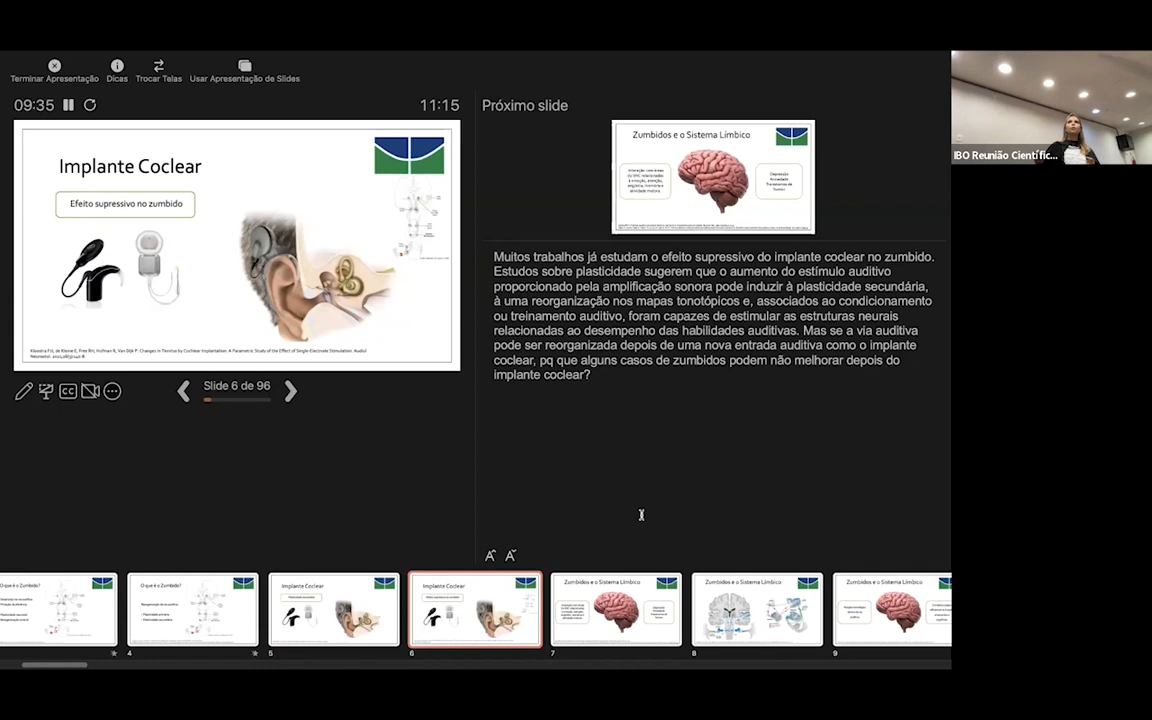 Terminar Apresentação
Dicas
Trocar Telas
Usar Apresentação de Slides
09:35
11:15
Próximo slide
Implante Coclear
Efeito supressivo no zumbido
Zumbidos e o Sistema Límbico
Depressão
Ansiedade
Transtornos de
humor
IBO Reunião Científic...
Muitos trabalhos já estudam o efeito supressivo do implante coclear no zumbido.
Estudos sobre plasticidade sugerem que o aumento do estímulo auditivo
proporcionado pela amplificação sonora pode induzir à plasticidade secundária,
à uma reorganização nos mapas tonotópicos e, associados ao condicionamento
ou treinamento auditivo, foram capazes de estimular as estruturas neurais
relacionadas ao desempenho das habilidades auditivas. Mas se a via auditiva
pode ser reorganizada depois de uma nova entrada auditiva como o implante
coclear, pq que alguns casos de zumbidos podem não melhorar depois do
implante coclear?
CC
Slide 6 de 96
O que é o Zumbido?
O que é o Zumbido?
Implante Coclear
Implante Coclear
Zumbidos e o Sistema Límbico
Zumbidos e o Sistema Límbico
Zumbidos e o Sistema Límbico
4
5
6
7
8
9